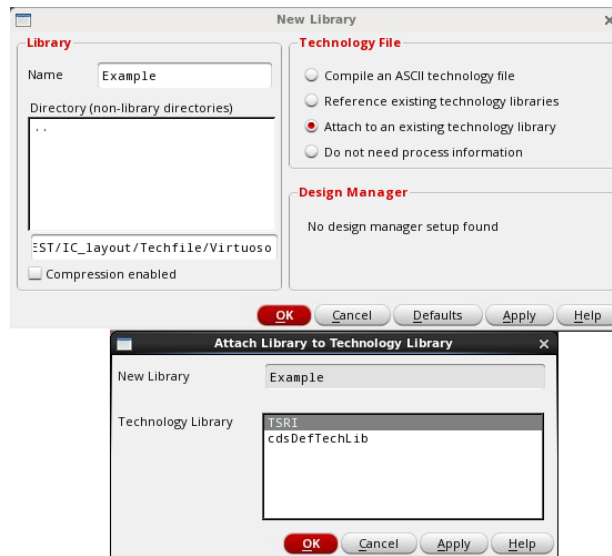 New Library
Library
Name Example
Directory (non-library directories)
..
EST/IC_layout/Techfile/Virtuoso
Compression enabled
Technology File
Compile an ASCII technology file
Reference existing technology libraries
Attach to an existing technology library
Do not need process information
Design Manager
No design manager setup found
OK Cancel Defaults Apply Help
Attach Library to Technology Library
New Library Example
Technology Library TSRI
cdsDefTechLib
OK Cancel Apply Help